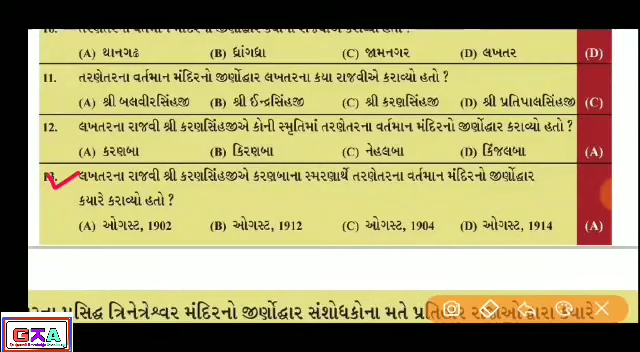 (A) થાનગઢ (B) ધ્રાંગધ્રા (C) જામનગર (D) લખતર (D)
11. તરણેતરના વર્તમાન મંદિરનો જીર્ણોદ્ધાર લખતરના કયા રાજવીએ કરાવ્યો હતો ?
(A) શ્રી બલવીરસિંહજી (B) શ્રી ઈન્દ્રસિંહજી (C) શ્રી કરણસિંહજી (D) શ્રી પ્રતિપાલસિંહજી (C)
12. લખતરના રાજવી શ્રી કરણસિંહજીએ કોની સ્મૃતિમાં તરણેતરના વર્તમાન મંદિરનો જીર્ણોદ્ધાર કરાવ્યો હતો ?
(A) કરણબા (B) કિરણબા (C) નેહલબા (D) કિંજલબા (A)
13. લખતરના રાજવી શ્રી કરણસિંહજીએ કરણબાના સ્મરણાર્થે તરણેતરના વર્તમાન મંદિરનો જીર્ણોદ્ધાર
કયારે કરાવ્યો હતો ?
(A) ઓગસ્ટ, 1902 (B) ઓગસ્ટ, 1912 (C) ઓગસ્ટ, 1904 (D) ઓગસ્ટ, 1914 (A)
ત્રિનેત્રેશ્વર મંદિરનો જીર્ણોદ્ધાર સંશોધકોના મતે
GKA